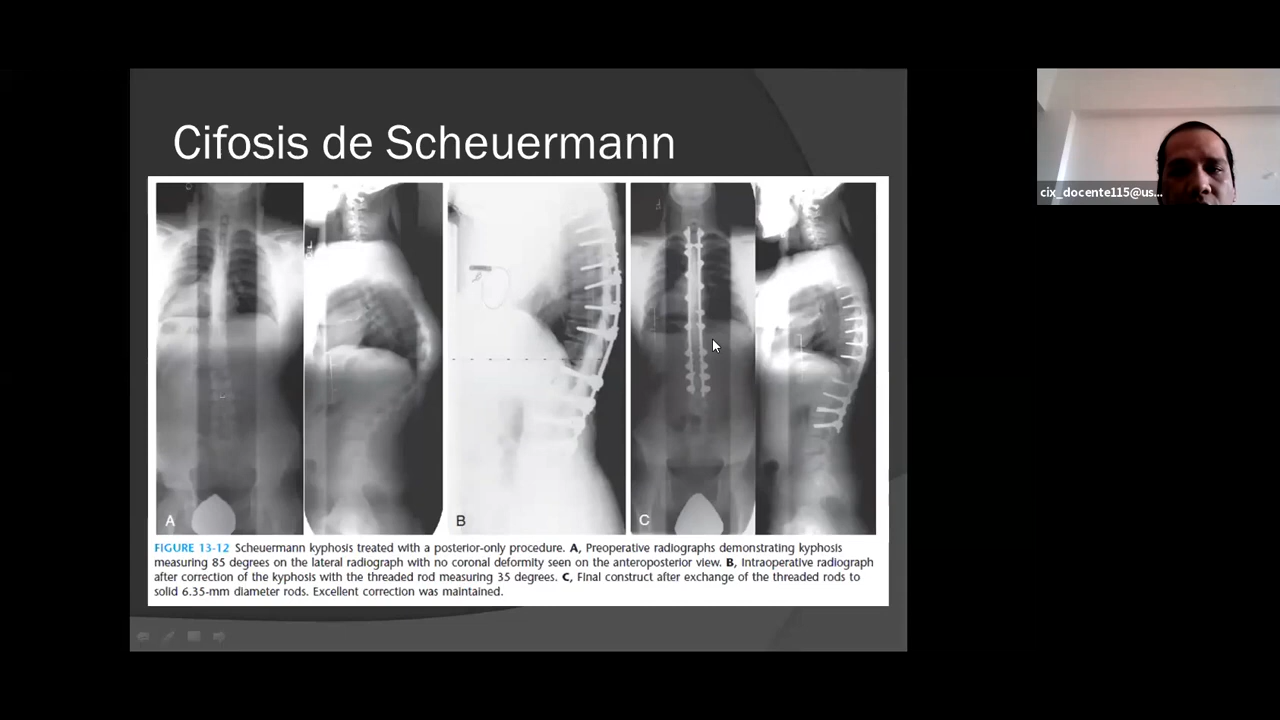 Cifosis de Scheuermann
cix_docente115@us...
A
B
C
FIGURE 13-12 Scheuermann kyphosis treated with a posterior-only procedure. A, Preoperative radiographs demonstrating kyphosis
measuring 85 degrees on the lateral radiograph with no coronal deformity seen on the anteroposterior view. B, Intraoperative radiograph
after correction of the kyphosis with the threaded rod measuring 35 degrees. C, Final construct after exchange of the threaded rods to
solid 6.35-mm diameter rods. Excellent correction was maintained.